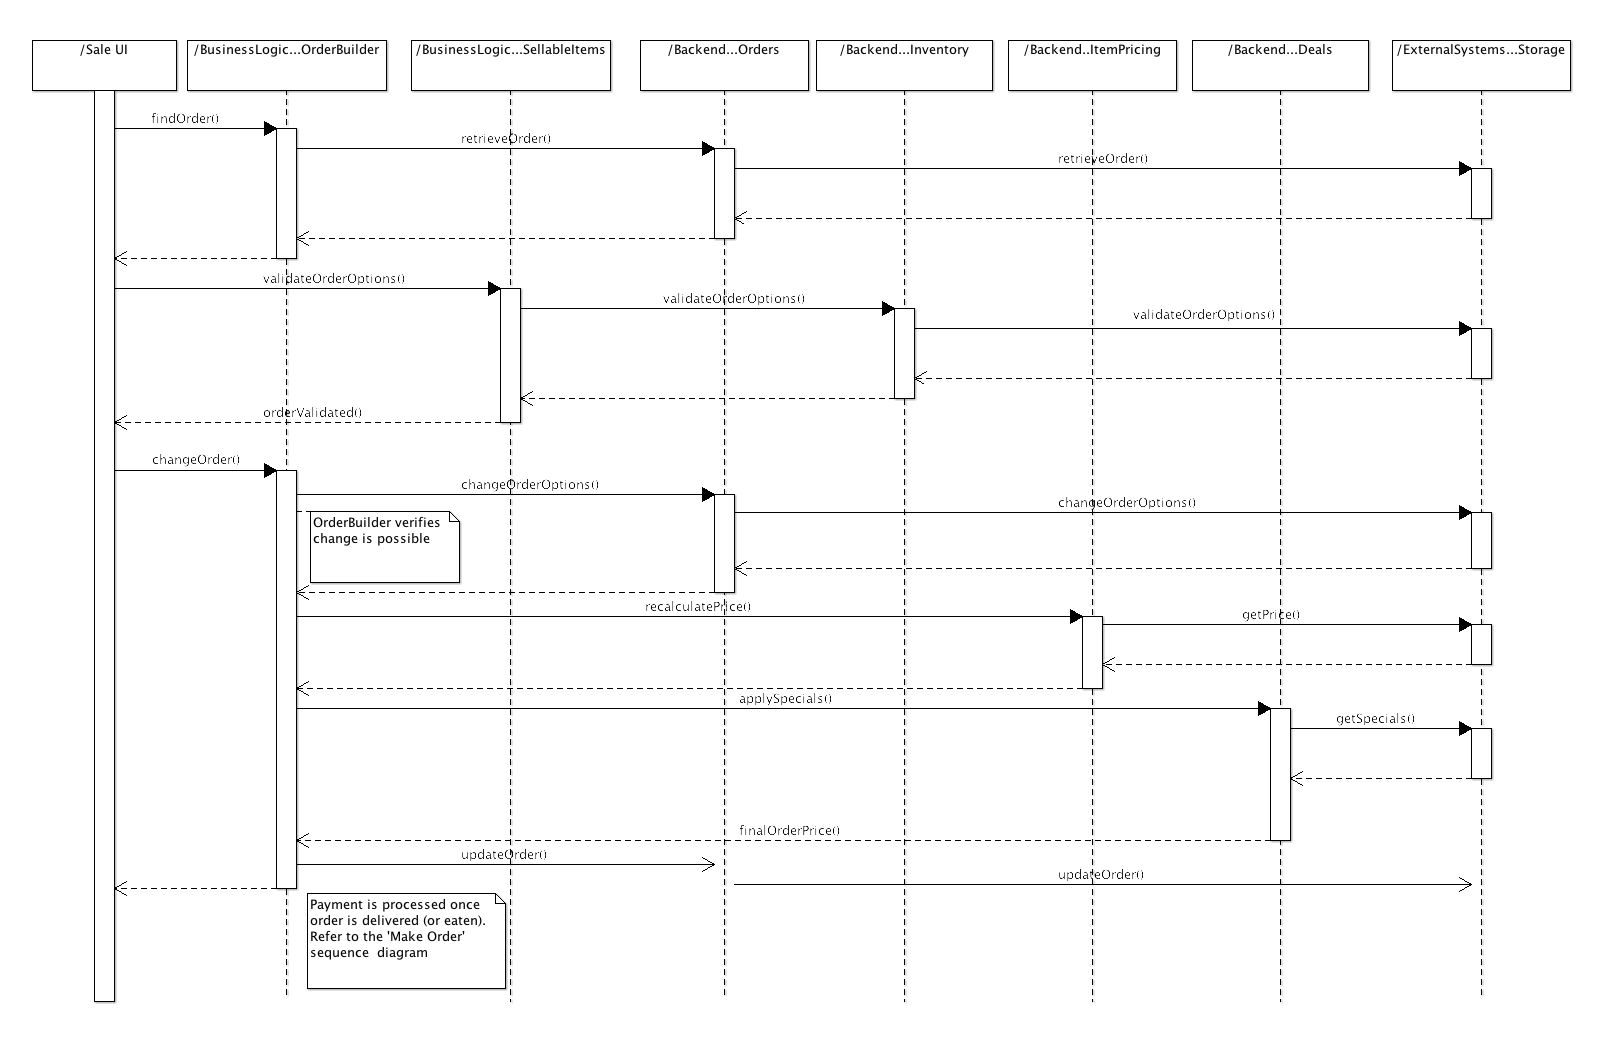 /Sale UI
/BusinessLogic...OrderBuilder
/BusinessLogic...SellableItems
/Backend...Orders
/Backend...Inventory
/Backend..ItemPricing
/Backend...Deals
/ExternalSystems...Storage
findOrder()
retrieveOrder()
retrieveOrder()
validateOrderOptions()
validateOrderOptions()
validateOrderOptions()
orderValidated()
changeOrder()
changeOrderOptions()
changeOrderOptions()
OrderBuilder verifies
change is possible
recalculatePrice()
getPrice()
applySpecials()
getSpecials()
finalOrderPrice()
updateOrder()
updateOrder()
Payment is processed once
order is delivered (or eaten).
Refer to the 'Make Order'
sequence  diagram